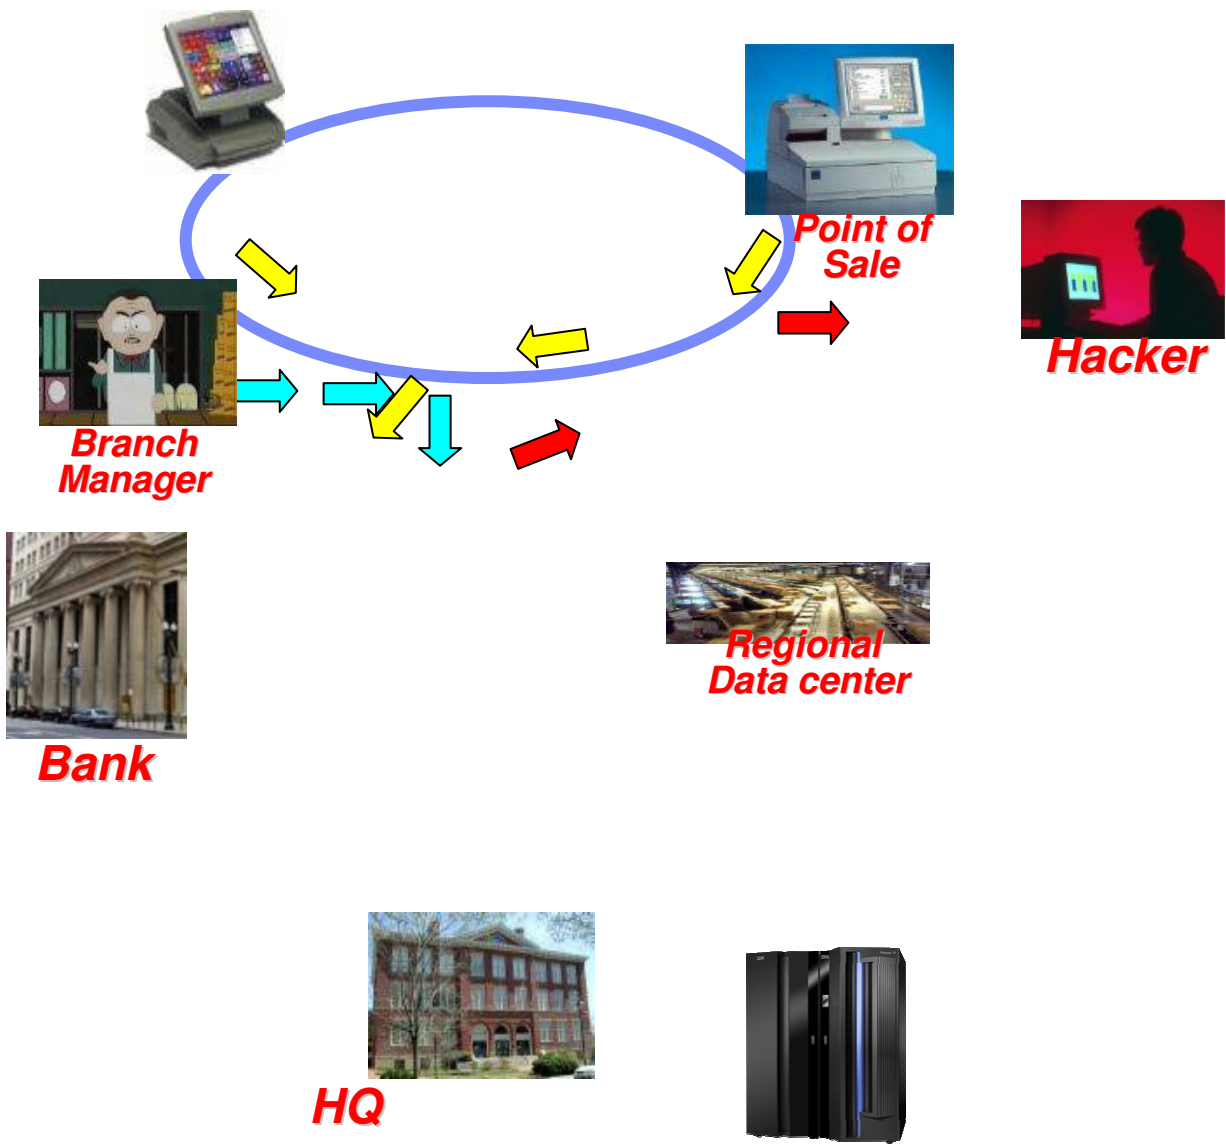 Point of
Sale
Hacker
Branch
Manager
Regional
Data center
Bank
HQ